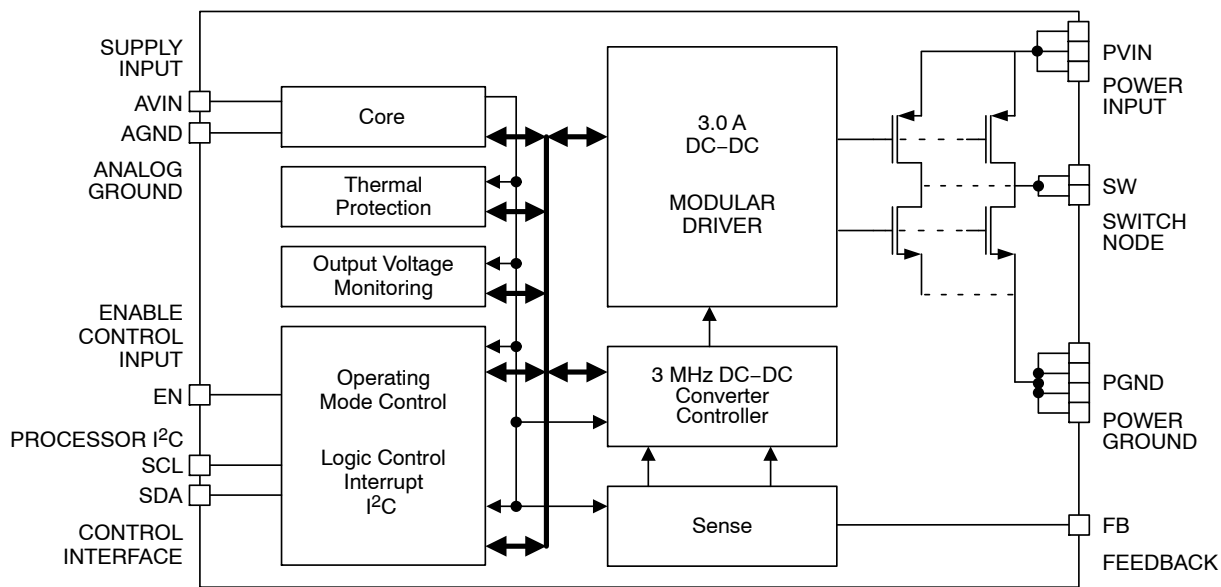 SUPPLY
INPUT
AVIN
AGND
ANALOG
GROUND
ENABLE
CONTROL
INPUT
EN
PROCESSOR I²C
SCL
SDA
CONTROL
INTERFACE
Core
Thermal
Protection
Output Voltage
Monitoring
Operating
Mode Control
Logic Control
Interrupt
I²C
3.0 A
DC−DC
MODULAR
DRIVER
3 MHz DC−DC
Converter
Controller
Sense
PVIN
POWER
INPUT
SW
SWITCH
NODE
PGND
POWER
GROUND
FB
FEEDBACK